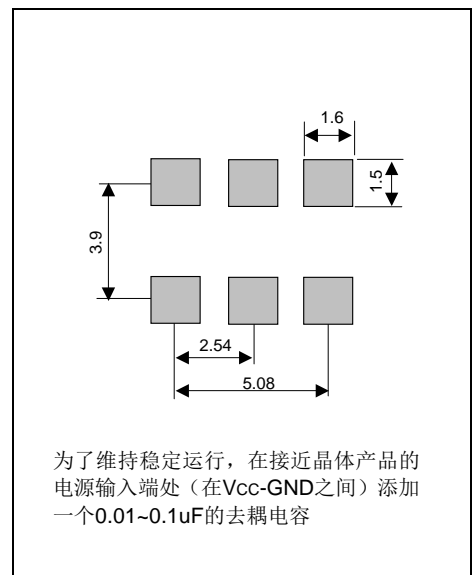 1.6
1.5
3.9
2.54
5.08
为了维持稳定运行，在接近晶体产品的
电源输入端处（在Vcc-GND之间）添加
一个0.01~0.1uF的去耦电容